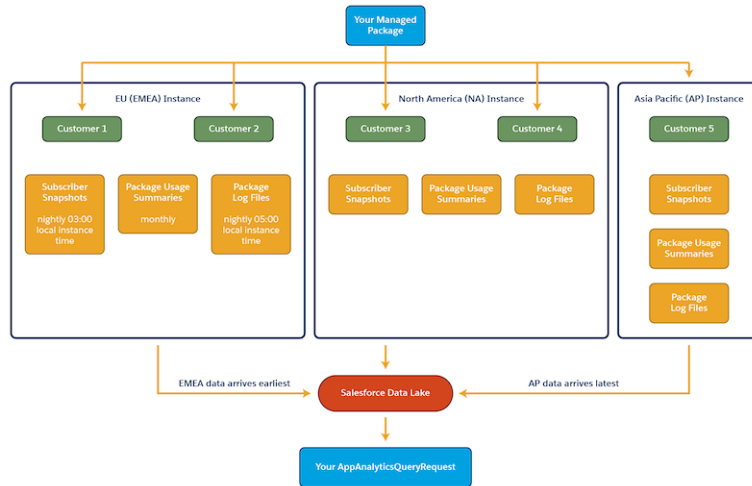 Your Managed
Package
EU (EMEA) Instance
North America (NA) Instance
Asia Pacific (AP) Instance
Customer 1
Customer 2
Customer 3
Customer 4
Customer 5
Subscriber
Snapshots
nightly 03:00
local instance
time
Package Usage
Summaries
monthly
Package
Log Files
nightly 05:00
local instance
time
Subscriber
Snapshots
Package Usage
Summaries
Package
Log Files
Subscriber
Snapshots
Package Usage
Summaries
Package
Log Files
EMEA data arrives earliest
Salesforce Data Lake
AP data arrives latest
Your AppAnalyticsQueryRequest